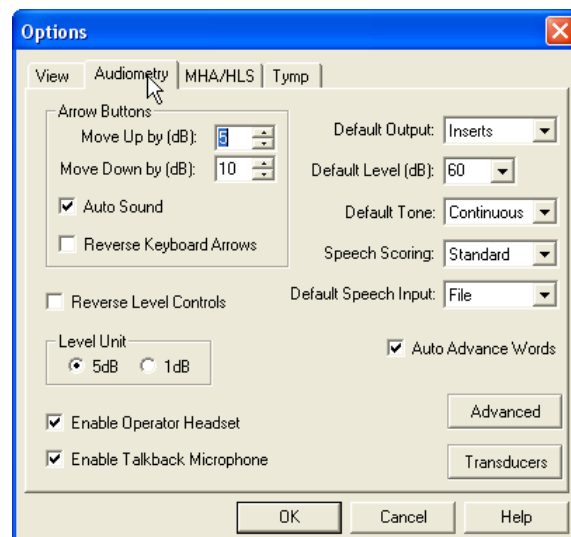 Options
View Audiometry MHA/HLS Tymp
Arrow Buttons
Move Up by (dB): 5
Move Down by (dB): 10
Auto Sound
Reverse Keyboard Arrows
Reverse Level Controls
Level Unit
5dB 1dB
Enable Operator Headset
Enable Talkback Microphone
Default Output: Inserts
Default Level (dB): 60
Default Tone: Continuous
Speech Scoring: Standard
Default Speech Input: File
Auto Advance Words
Advanced
Transducers
OK Cancel Help